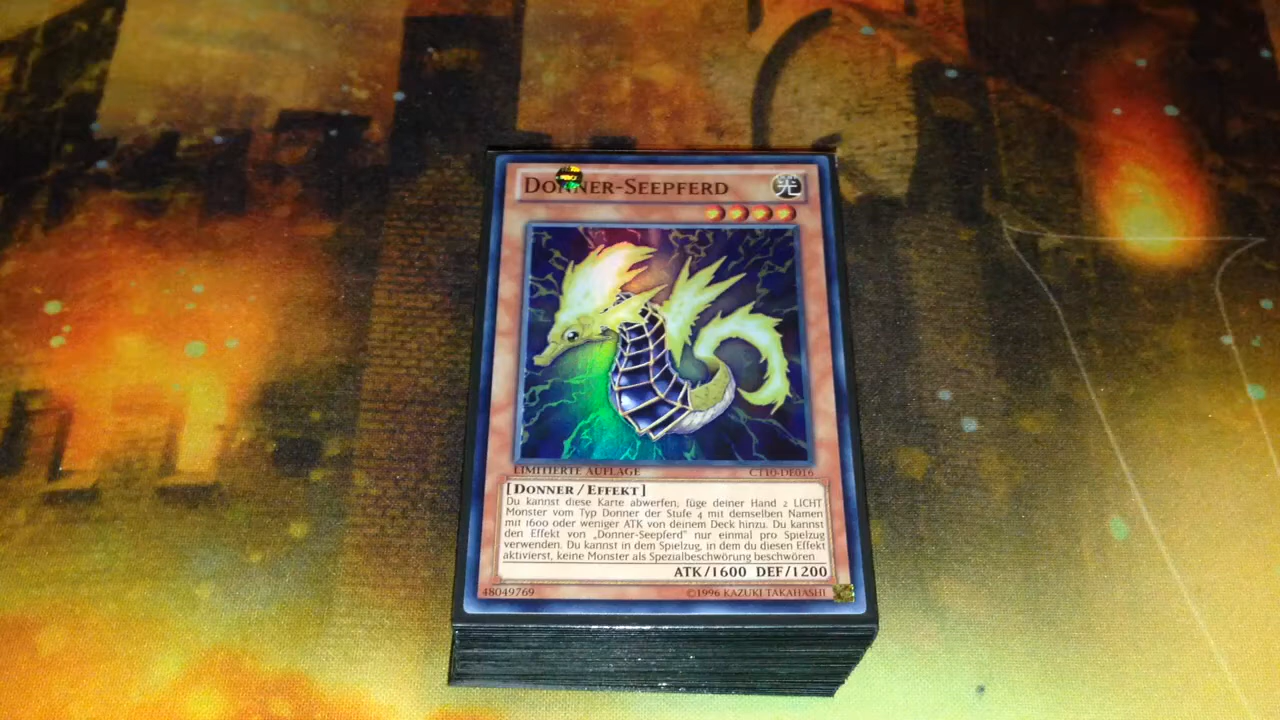 Donner-Seepferd
光
LIMITIERTE AUFLAGE CT10-DE016
[Donner / Effekt]
Du kannst diese Karte abwerfen, füge deiner Hand 2 LICHT
Monster vom Typ Donner der Stufe 4 mit demselben Namen
mit 1600 oder weniger ATK von deinem Deck hinzu. Du kannst
den Effekt von „Donner-Seepferd" nur einmal pro Spielzug
verwenden. Du kannst in dem Spielzug, in dem du diesen Effekt
aktivierst, keine Monster als Spezialbeschwörung beschwören
ATK/1600 DEF/1200
48049769 ©1996 KAZUKI TAKAHASHI